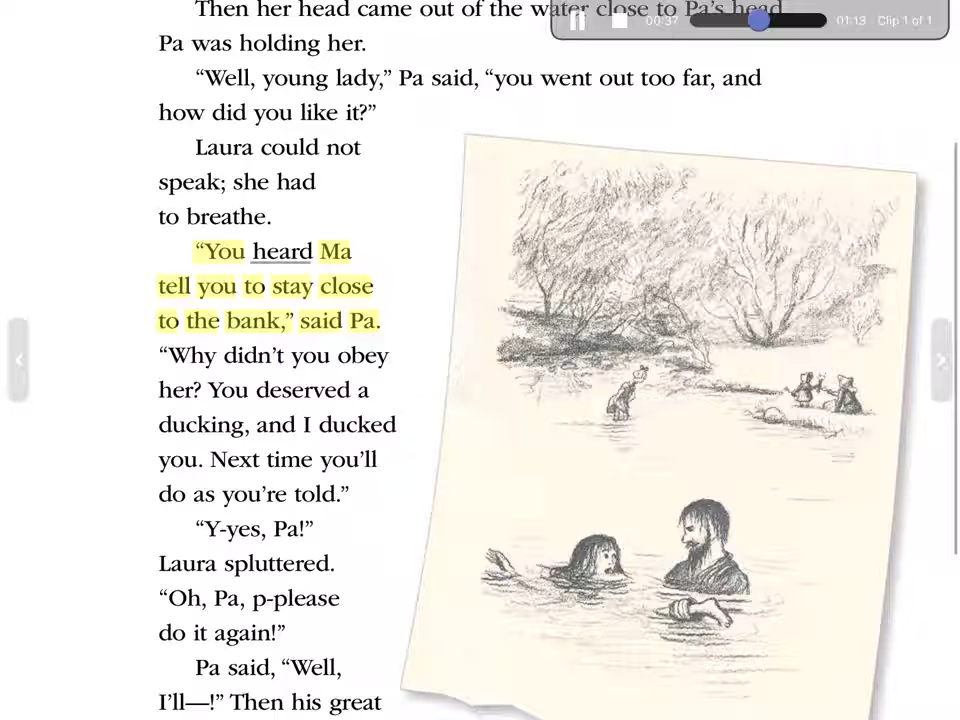 Then her head came out of the water close to Pa's head.
00:37
01:13
Clip 1 of 1
Pa was holding her.
“Well, young lady,” Pa said, “you went out too far, and
how did you like it?”
Laura could not
speak; she had
to breathe.
“You heard Ma
tell you to stay close
to the bank,” said Pa.
“Why didn’t you obey
her? You deserved a
ducking, and I ducked
you. Next time you’ll
do as you’re told.”
“Y-yes, Pa!”
Laura spluttered.
“Oh, Pa, p-please
do it again!”
Pa said, “Well,
I’ll—!” Then his great